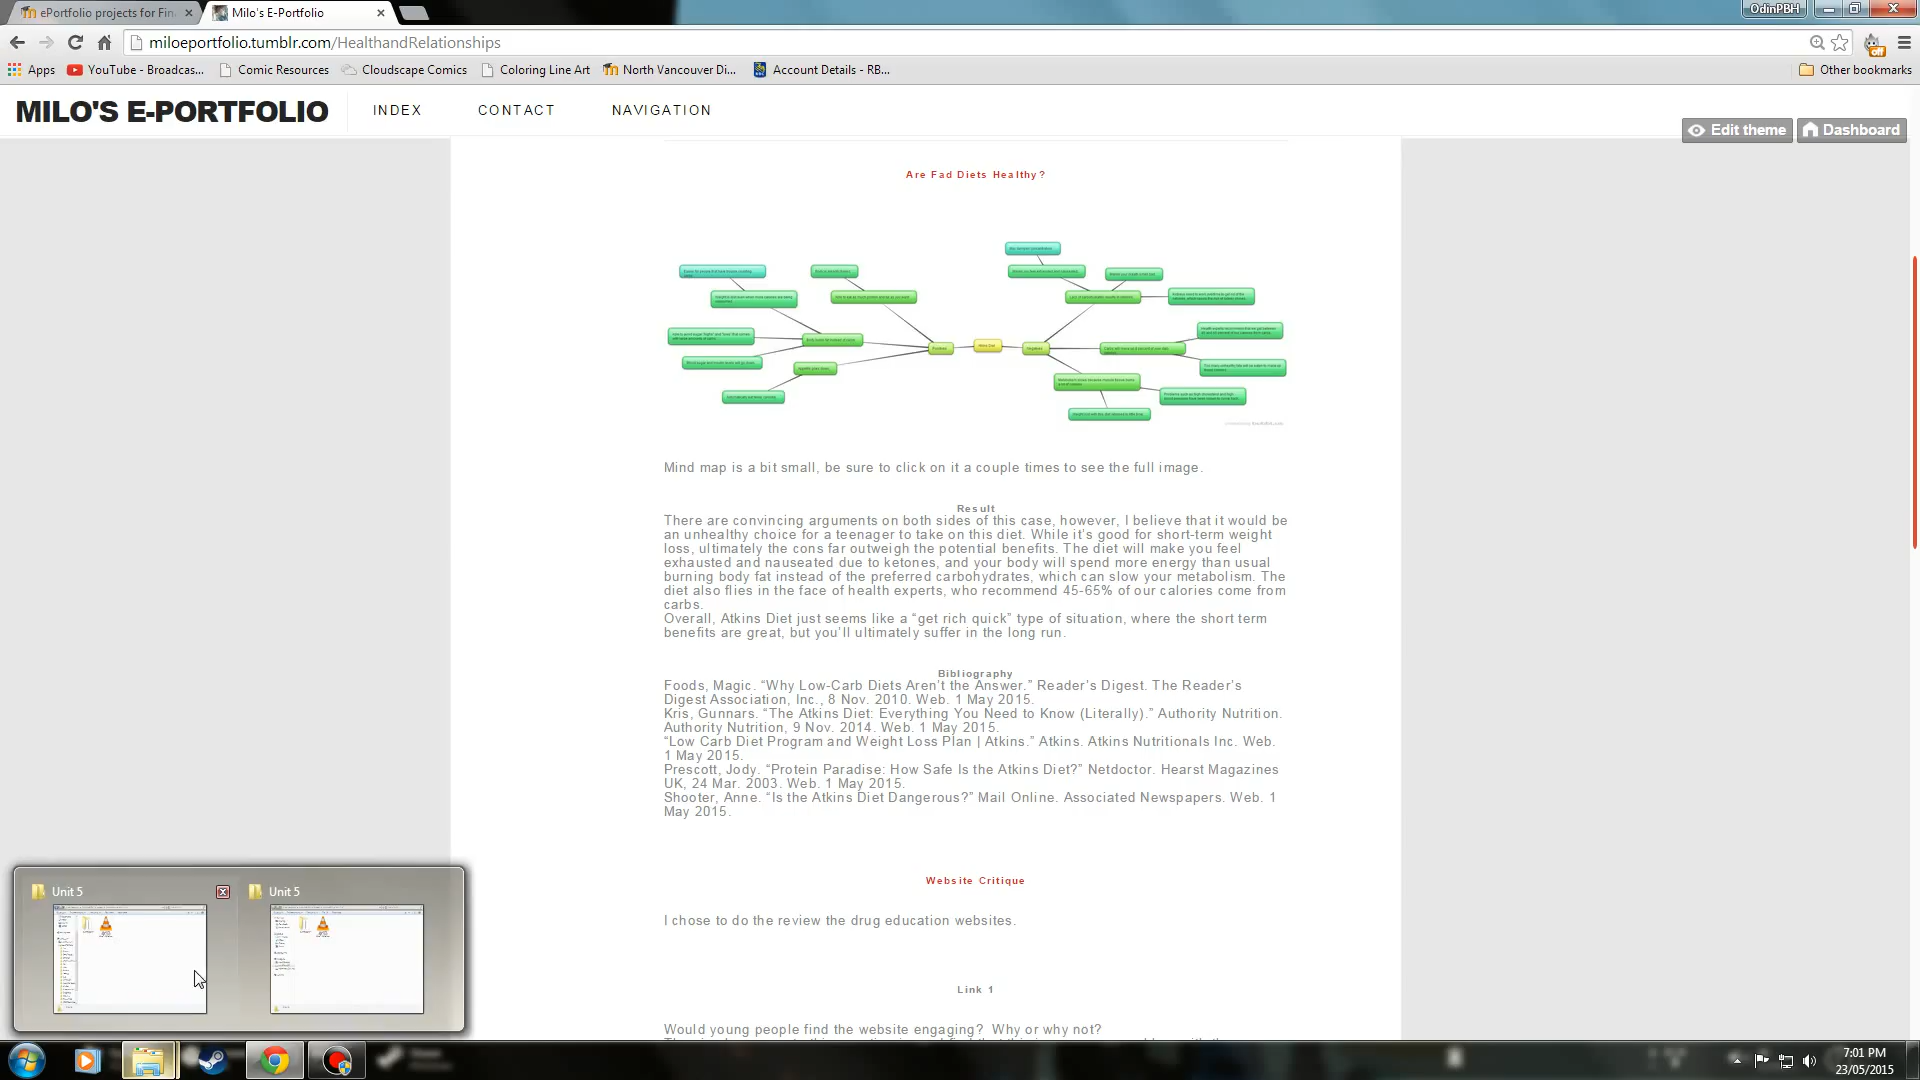 ePortfolio projects for Fin
Milo's E-Portfolio
OdinPBH
miloeportfolio.tumblr.com/HealthandRelationships
Apps
YouTube - Broadcas...
Comic Resources
Cloudscape Comics
Coloring Line Art
North Vancouver Di...
Account Details - RB...
Other bookmarks
MILO'S E-PORTFOLIO
INDEX
CONTACT
NAVIGATION
Edit theme
Dashboard
Are Fad Diets Healthy?
Mind map is a bit small, be sure to click on it a couple times to see the full image.
Result
There are convincing arguments on both sides of this case, however, I believe that it would be
an unhealthy choice for a teenager to take on this diet. While it’s good for short-term weight
loss, ultimately the cons far outweigh the potential benefits. The diet will make you feel
exhausted and nauseated due to ketones, and your body will spend more energy than usual
burning body fat instead of the preferred carbohydrates, which can slow your metabolism. The
diet also flies in the face of health experts, who recommend 45-65% of our calories come from
carbs.
Overall, Atkins Diet just seems like a “get rich quick” type of situation, where the short term
benefits are great, but you’ll ultimately suffer in the long run.
Bibliography
Foods, Magic. “Why Low-Carb Diets Aren’t the Answer.” Reader’s Digest. The Reader’s
Digest Association, Inc., 8 Nov. 2010. Web. 1 May 2015.
Kris, Gunnars. “The Atkins Diet: Everything You Need to Know (Literally).” Authority Nutrition.
Authority Nutrition, 9 Nov. 2014. Web. 1 May 2015.
“Low Carb Diet Program and Weight Loss Plan | Atkins.” Atkins. Atkins Nutritionals Inc. Web.
1 May 2015.
Prescott, Jody. “Protein Paradise: How Safe Is the Atkins Diet?” Netdoctor. Hearst Magazines
UK, 24 Mar. 2003. Web. 1 May 2015.
Shooter, Anne. “Is the Atkins Diet Dangerous?” Mail Online. Associated Newspapers. Web. 1
May 2015.
Website Critique
I chose to do the review the drug education websites.
Link 1
Would young people find the website engaging?  Why or why not?
Unit 5
Unit 5
7:01 PM
23/05/2015